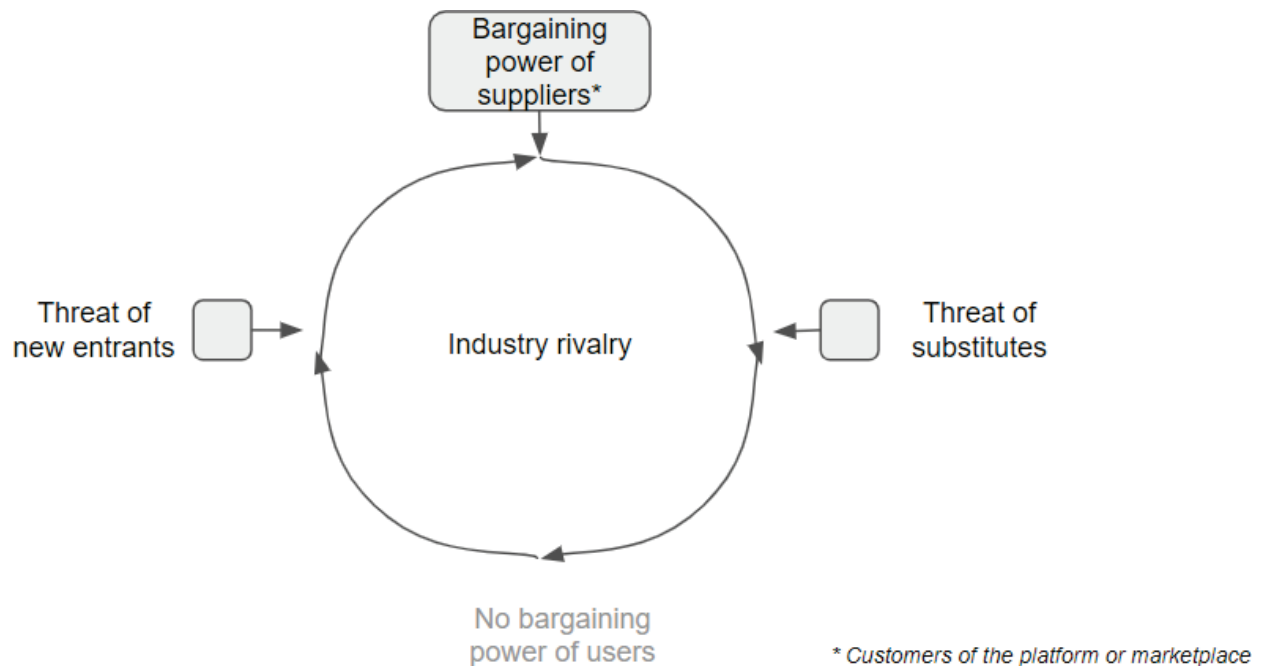 Bargaining
power of
suppliers*
Threat of
new entrants
Industry rivalry
Threat of
substitutes
No bargaining
power of users
* Customers of the platform or marketplace